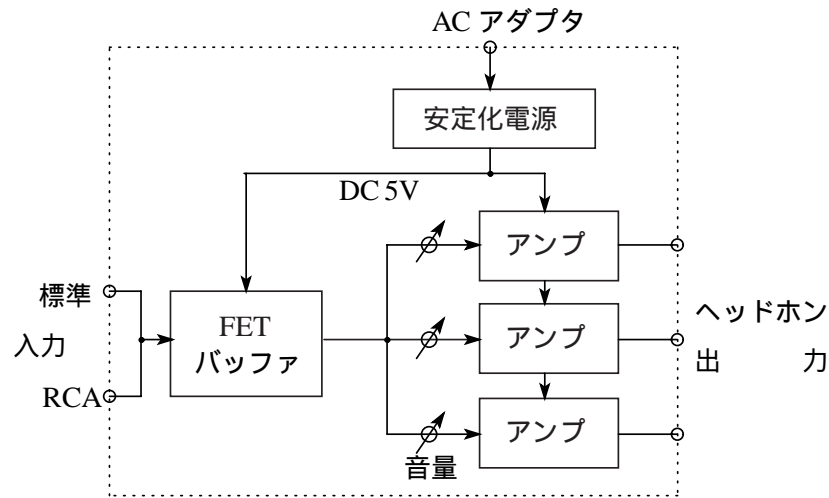 AC アダプタ
安定化電源
DC 5V
アンプ
標準
入力
RCA
FET
バッファ
アンプ
ヘッドホン
出 力
アンプ
音量